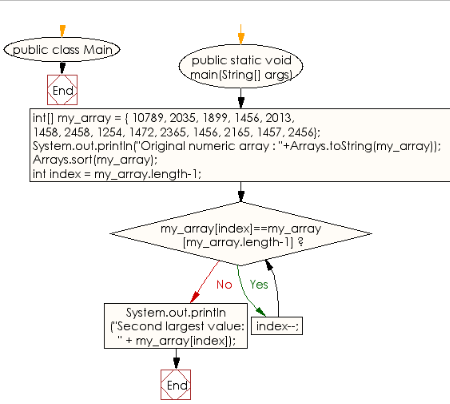 public class Main
End
public static void
main(String[] args)
int[] my_array = { 10789, 2035, 1899, 1456, 2013,
1458, 2458, 1254, 1472, 2365, 1456, 2165, 1457, 2456};
System.out.println("Original numeric array : "+Arrays.toString(my_array));
Arrays.sort(my_array);
int index = my_array.length-1;
my_array[index]==my_array
[my_array.length-1] ?
No
Yes
System.out.println
("Second largest value:
" + my_array[index]);
index--;
End